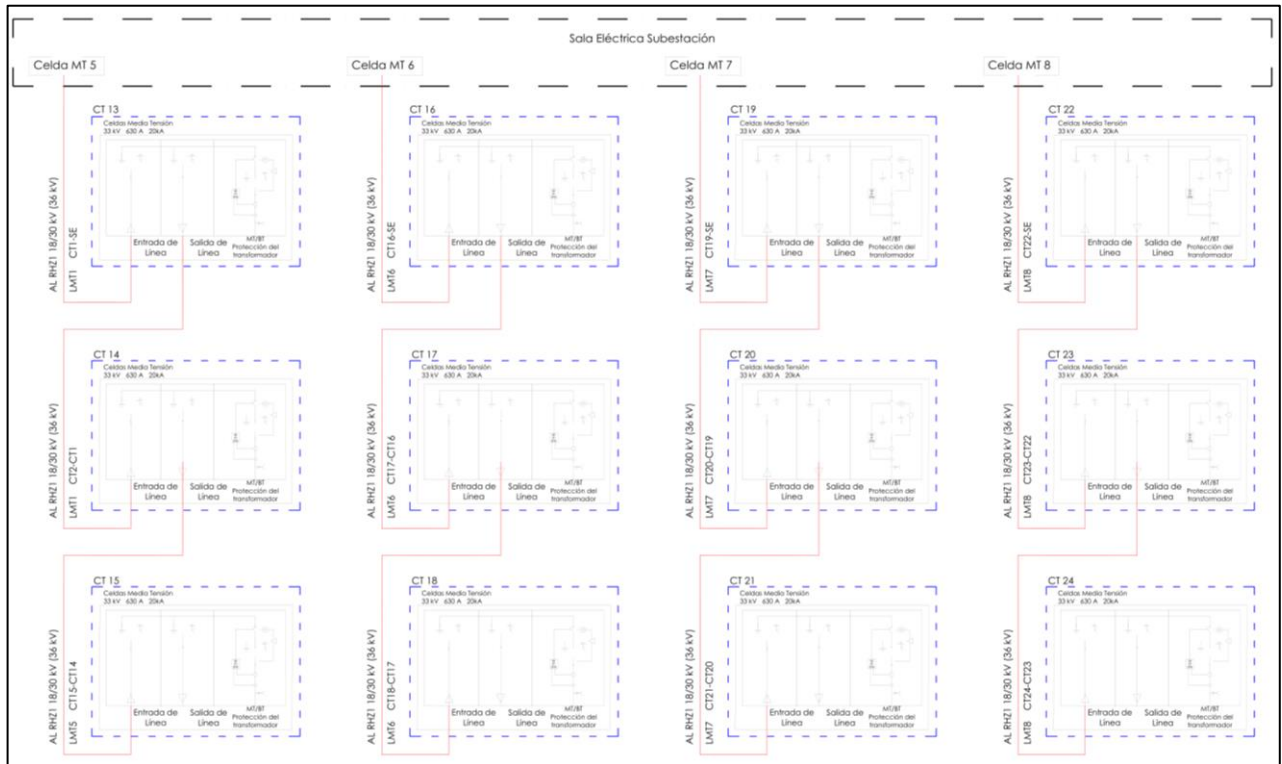 Sala Eléctrica Subestación
Celda MT 5
Celda MT 6
Celda MT 7
Celda MT 8
CT 13
Celdas Media Tensión
33 kV 630 A 20kA
Entrada de
Línea
Salida de
Línea
MT/BT
Protección del
transformador
AL RHZ1 18/30 kV (36 kV)
LMT1 CT1-SE
CT 16
Celdas Media Tensión
33 kV 630 A 20kA
Entrada de
Línea
Salida de
Línea
MT/BT
Protección del
transformador
AL RHZ1 18/30 kV (36 kV)
LMT6 CT16-SE
CT 19
Celdas Media Tensión
33 kV 630 A 20kA
Entrada de
Línea
Salida de
Línea
MT/BT
Protección del
transformador
AL RHZ1 18/30 kV (36 kV)
LMT7 CT19-SE
CT 22
Celdas Media Tensión
33 kV 630 A 20kA
Entrada de
Línea
Salida de
Línea
MT/BT
Protección del
transformador
AL RHZ1 18/30 kV (36 kV)
LMT8 CT22-SE
CT 14
Celdas Media Tensión
33 kV 630 A 20kA
Entrada de
Línea
Salida de
Línea
MT/BT
Protección del
transformador
AL RHZ1 18/30 kV (36 kV)
LMT1 CT2-CT1
CT 17
Celdas Media Tensión
33 kV 630 A 20kA
Entrada de
Línea
Salida de
Línea
MT/BT
Protección del
transformador
AL RHZ1 18/30 kV (36 kV)
LMT6 CT17-CT16
CT 20
Celdas Media Tensión
33 kV 630 A 20kA
Entrada de
Línea
Salida de
Línea
MT/BT
Protección del
transformador
AL RHZ1 18/30 kV (36 kV)
LMT7 CT20-CT19
CT 23
Celdas Media Tensión
33 kV 630 A 20kA
Entrada de
Línea
Salida de
Línea
MT/BT
Protección del
transformador
AL RHZ1 18/30 kV (36 kV)
LMT8 CT23-CT22
CT 15
Celdas Media Tensión
33 kV 630 A 20kA
Entrada de
Línea
Salida de
Línea
MT/BT
Protección del
transformador
AL RHZ1 18/30 kV (36 kV)
LMT5 CT15-CT14
CT 18
Celdas Media Tensión
33 kV 630 A 20kA
Entrada de
Línea
Salida de
Línea
MT/BT
Protección del
transformador
AL RHZ1 18/30 kV (36 kV)
LMT6 CT18-CT17
CT 21
Celdas Media Tensión
33 kV 630 A 20kA
Entrada de
Línea
Salida de
Línea
MT/BT
Protección del
transformador
AL RHZ1 18/30 kV (36 kV)
LMT7 CT21-CT20
CT 24
Celdas Media Tensión
33 kV 630 A 20kA
Entrada de
Línea
Salida de
Línea
MT/BT
Protección del
transformador
AL RHZ1 18/30 kV (36 kV)
LMT8 CT24-CT23